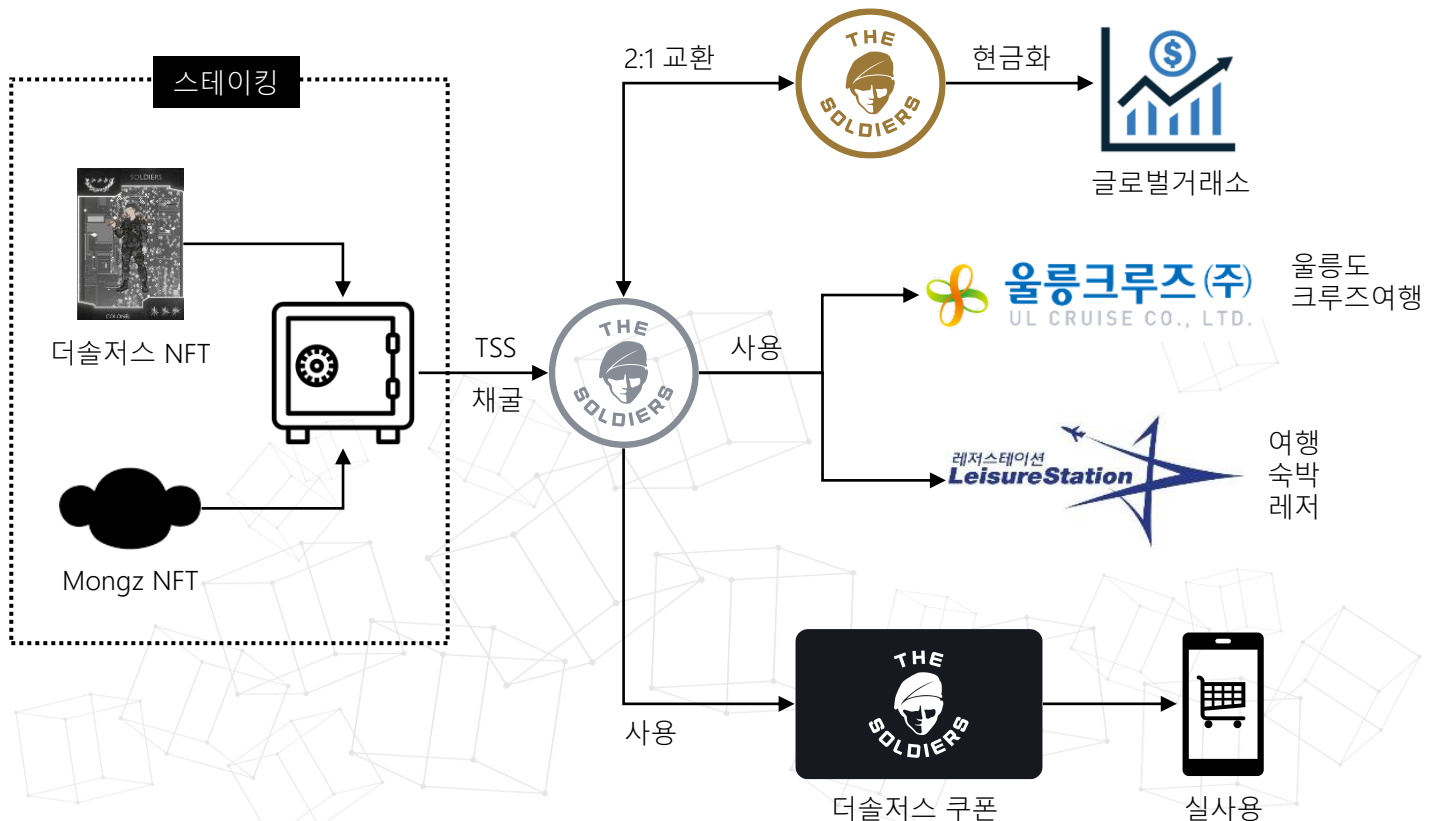 스테이킹
SOLDIERS
COLONEL
더솔저스 NFT
Mongz NFT
TSS
채굴
THE
SOLDIERS
2:1 교환
THE
SOLDIERS
현금화
글로벌거래소
사용
울릉크루즈(주)
UL CRUISE CO., LTD.
울릉도
크루즈여행
레저스테이션
LeisureStation
여행
숙박
레저
사용
THE
SOLDIERS
더솔저스 쿠폰
실사용